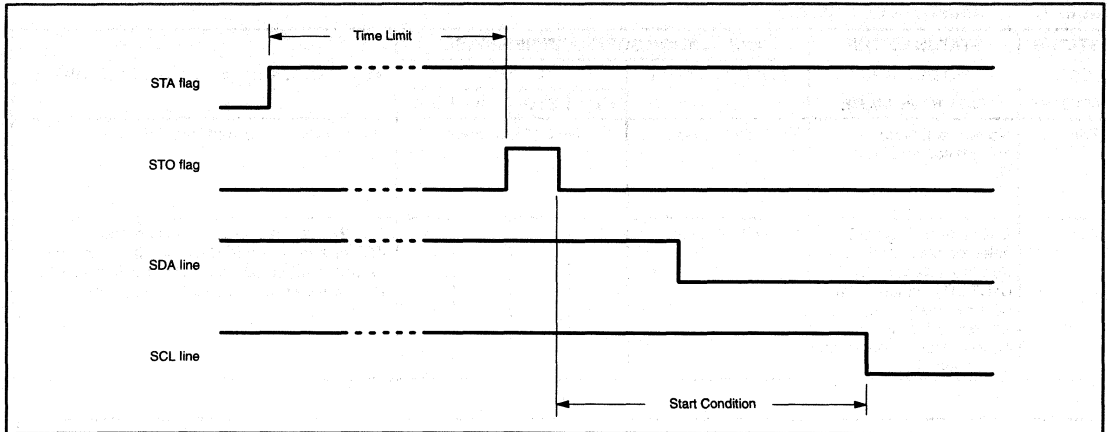 Time Limit
STA flag
STO flag
SDA line
SCL line
Start Condition